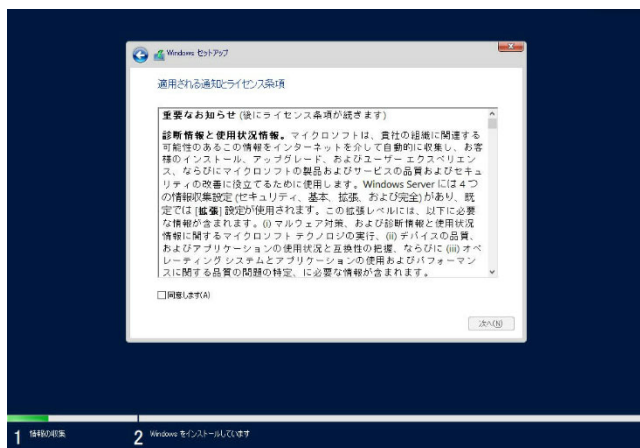 Windows セットアップ
適用される通知とライセンス条項
重要なお知らせ (後にライセンス条項が続きます)
診断情報と使用状況情報。マイクロソフトは、貴社の組織に関連する
可能性のあるこの情報をインターネットを介して自動的に収集し、お客
様のインストール、アップグレード、およびユーザー エクスペリエン
ス、ならびにマイクロソフトの製品およびサービスの品質およびセキュ
リティの改善に役立てるために使用します。Windows Server には 4 つ
の情報収集設定 (セキュリティ、基本、拡張、および完全) があり、既
定では [拡張] 設定が使用されます。この拡張レベルには、以下に必要
な情報が含まれます。(i) マルウェア対策、および診断情報と使用状況
情報に関するマイクロソフト テクノロジの実行、(ii) デバイスの品質、
およびアプリケーションの使用状況と互換性の把握、ならびに (iii) オペ
レーティング システムとアプリケーションの使用およびパフォーマン
スに関する品質の問題の特定、に必要な情報が含まれます。
同意します(A)
次へ(N)
1 情報の収集
2 Windows をインストールしています